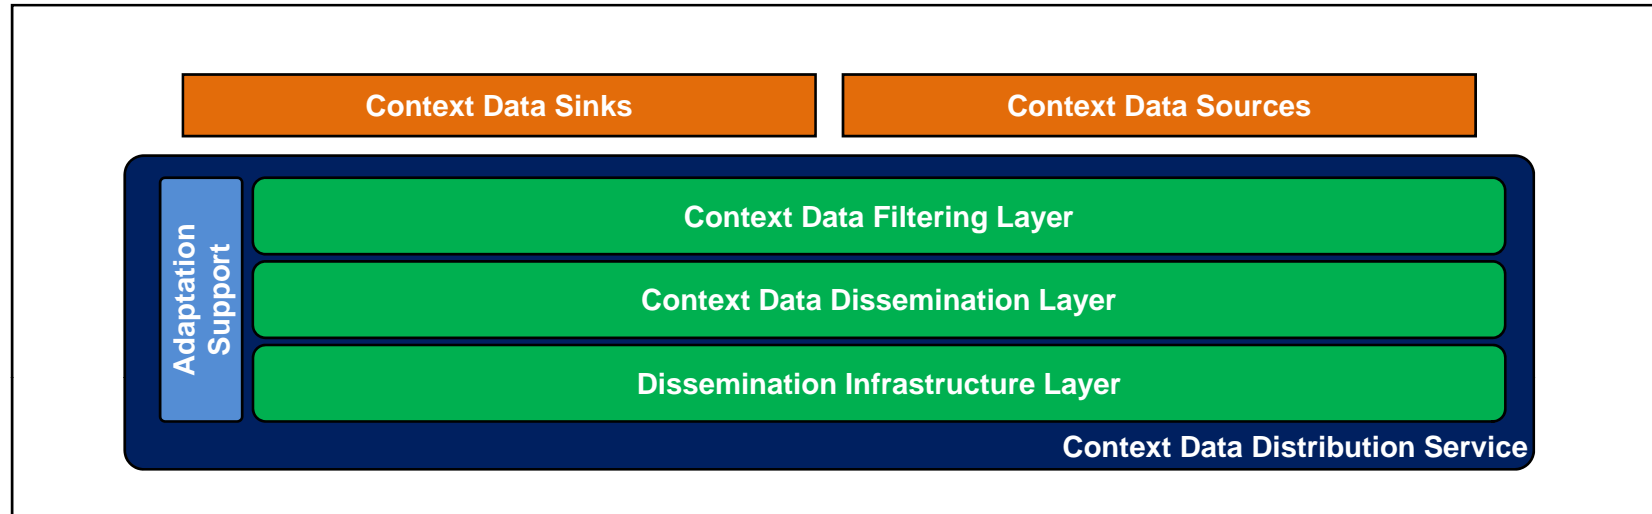 Context Data Sinks
Context Data Sources
Adaptation
Support
Context Data Filtering Layer
Context Data Dissemination Layer
Dissemination Infrastructure Layer
Context Data Distribution Service